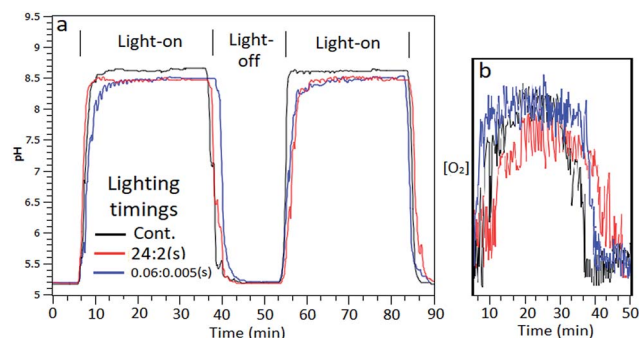 a
Light-on
Light-
off
Light-on
9.5
9
8.5
8
7.5
7
6.5
6
5.5
5
pH
Lighting
timings
Cont.
24:2(s)
0.06:0.005(s)
0 10 20 30 40 50 60 70 80 90
Time (min)
b
[O₂]
10 20 30 40 50
Time (min)